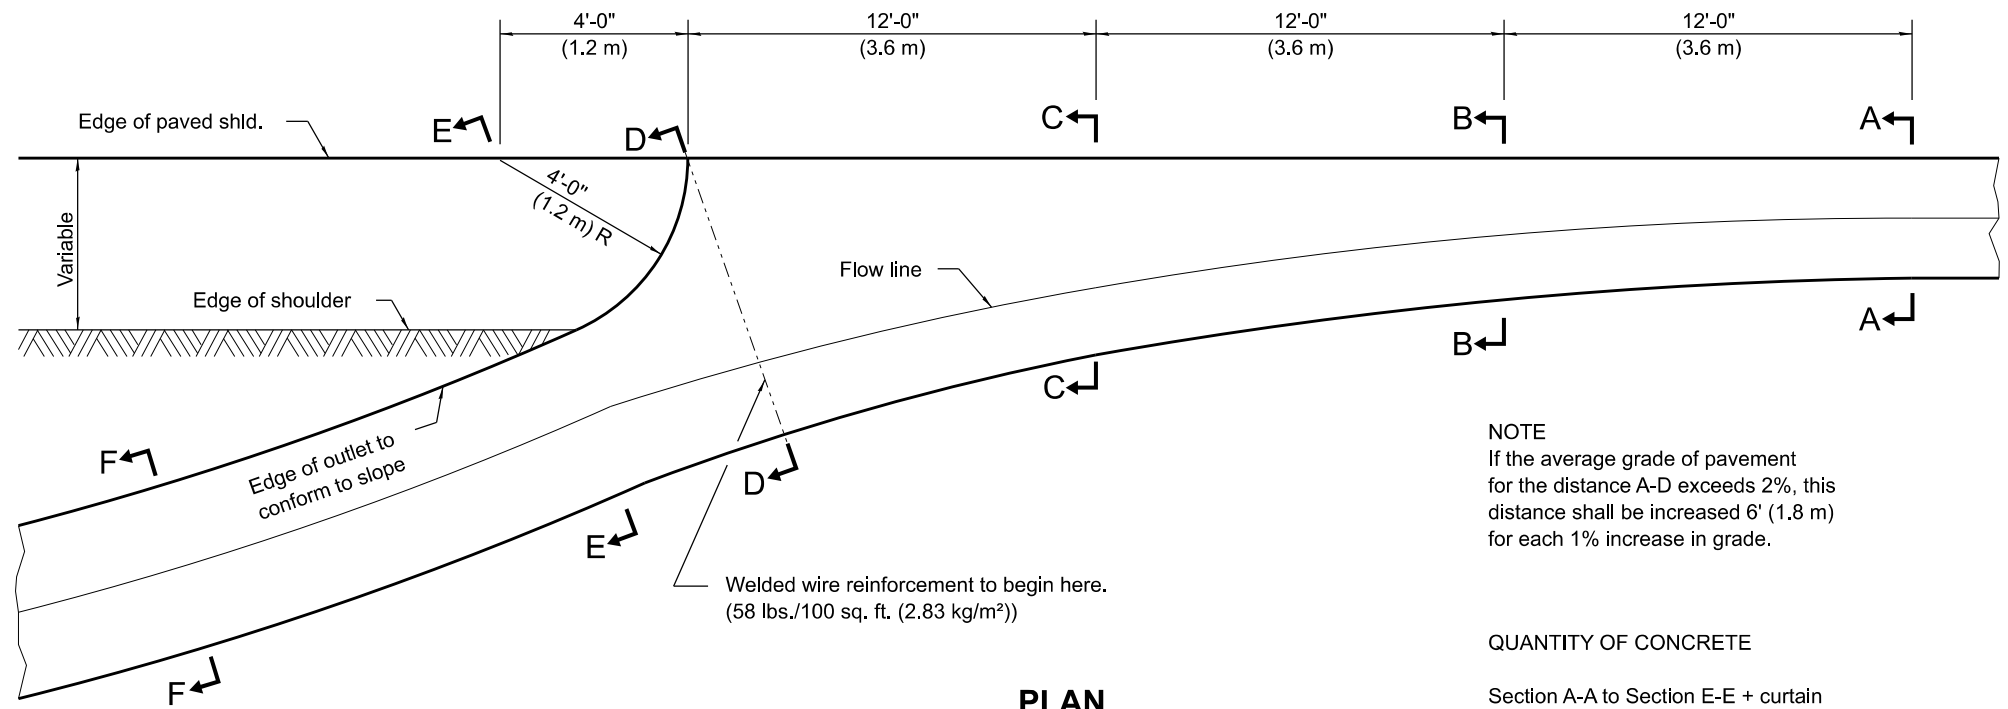 4'-0"
(1.2 m)
12'-0"
(3.6 m)
12'-0"
(3.6 m)
12'-0"
(3.6 m)
Edge of paved shld.
E
D
C
B
A
4'-0"
(1.2 m) R
Variable
Edge of shoulder
Flow line
A
B
C
D
E
F
F
Edge of outlet to
conform to slope
Welded wire reinforcement to begin here.
(58 lbs./100 sq. ft. (2.83 kg/m²))
NOTE
If the average grade of pavement
for the distance A-D exceeds 2%, this
distance shall be increased 6' (1.8 m)
for each 1% increase in grade.
QUANTITY OF CONCRETE
Section A-A to Section E-E + curtain
PLAN